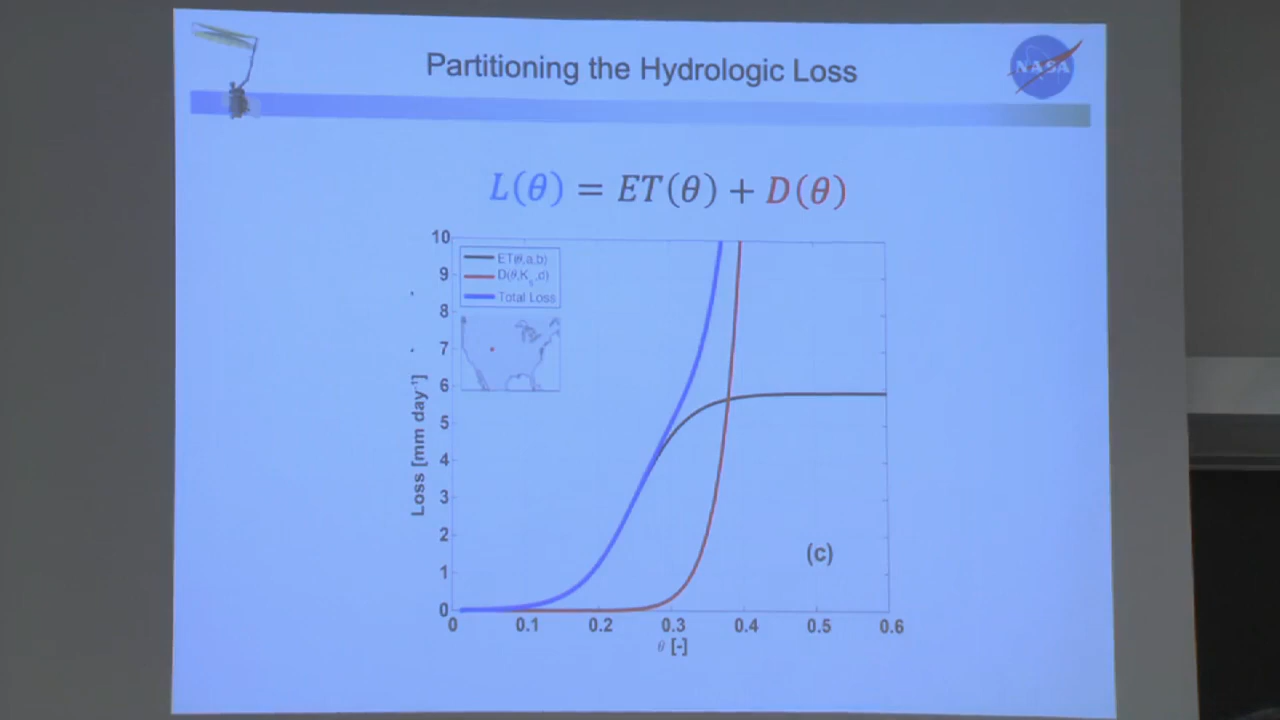 Partitioning the Hydrologic Loss
NASA
L(θ) = ET(θ) + D(θ)
10
9
8
7
6
5
4
3
2
1
0
Loss [mm day⁻¹]
ET(θ,a,b)
D(θ,Kₛ,d)
Total Loss
(c)
0 0.1 0.2 0.3 0.4 0.5 0.6
θ [-]